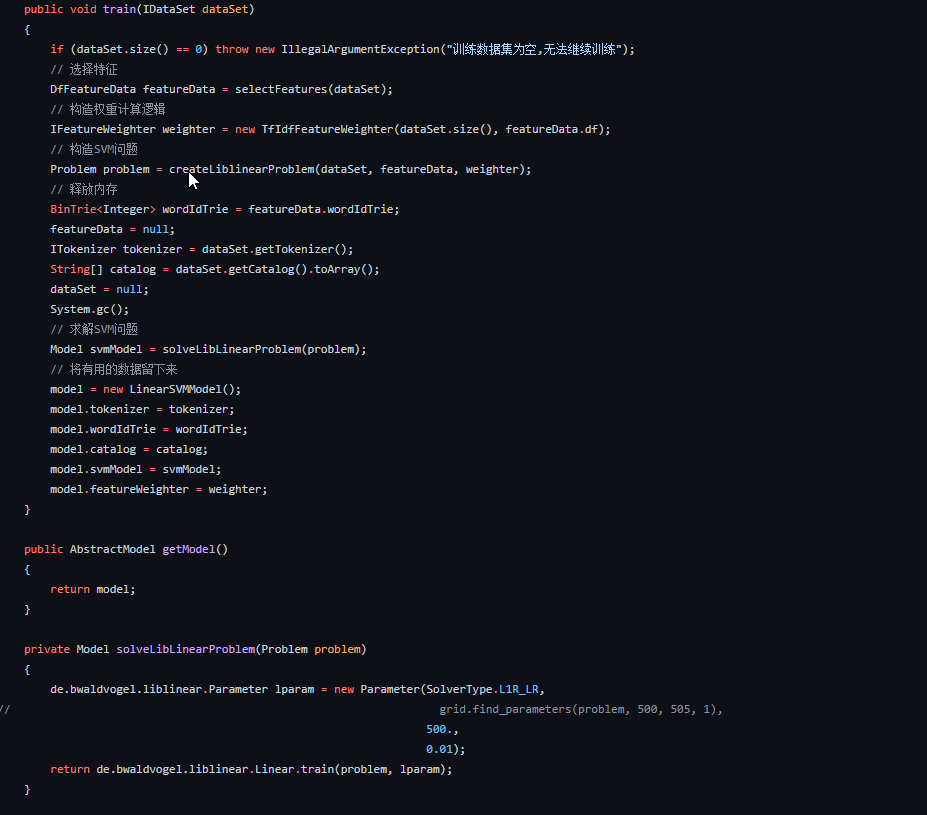 public void train(IDataSet dataSet)
{
if (dataSet.size() == 0) throw new IllegalArgumentException("训练数据集为空,无法继续训练");
// 选择特征
DfFeatureData featureData = selectFeatures(dataSet);
// 构造权重计算逻辑
IFeatureWeighter weighter = new TfIdfFeatureWeighter(dataSet.size(), featureData.df);
// 构造SVM问题
Problem problem = createLiblinearProblem(dataSet, featureData, weighter);
// 释放内存
BinTrie<Integer> wordIdTrie = featureData.wordIdTrie;
featureData = null;
ITokenizer tokenizer = dataSet.getTokenizer();
String[] catalog = dataSet.getCatalog().toArray();
dataSet = null;
System.gc();
// 求解SVM问题
Model svmModel = solveLibLinearProblem(problem);
// 将有用的数据留下来
model = new LinearSVMModel();
model.tokenizer = tokenizer;
model.wordIdTrie = wordIdTrie;
model.catalog = catalog;
model.svmModel = svmModel;
model.featureWeighter = weighter;
}
public AbstractModel getModel()
{
return model;
}
private Model solveLibLinearProblem(Problem problem)
{
de.bwaldvogel.liblinear.Parameter lparam = new Parameter(SolverType.L1R_LR,
// grid.find_parameters(problem, 500, 505, 1),
500.,
0.01);
return de.bwaldvogel.liblinear.Linear.train(problem, lparam);
}